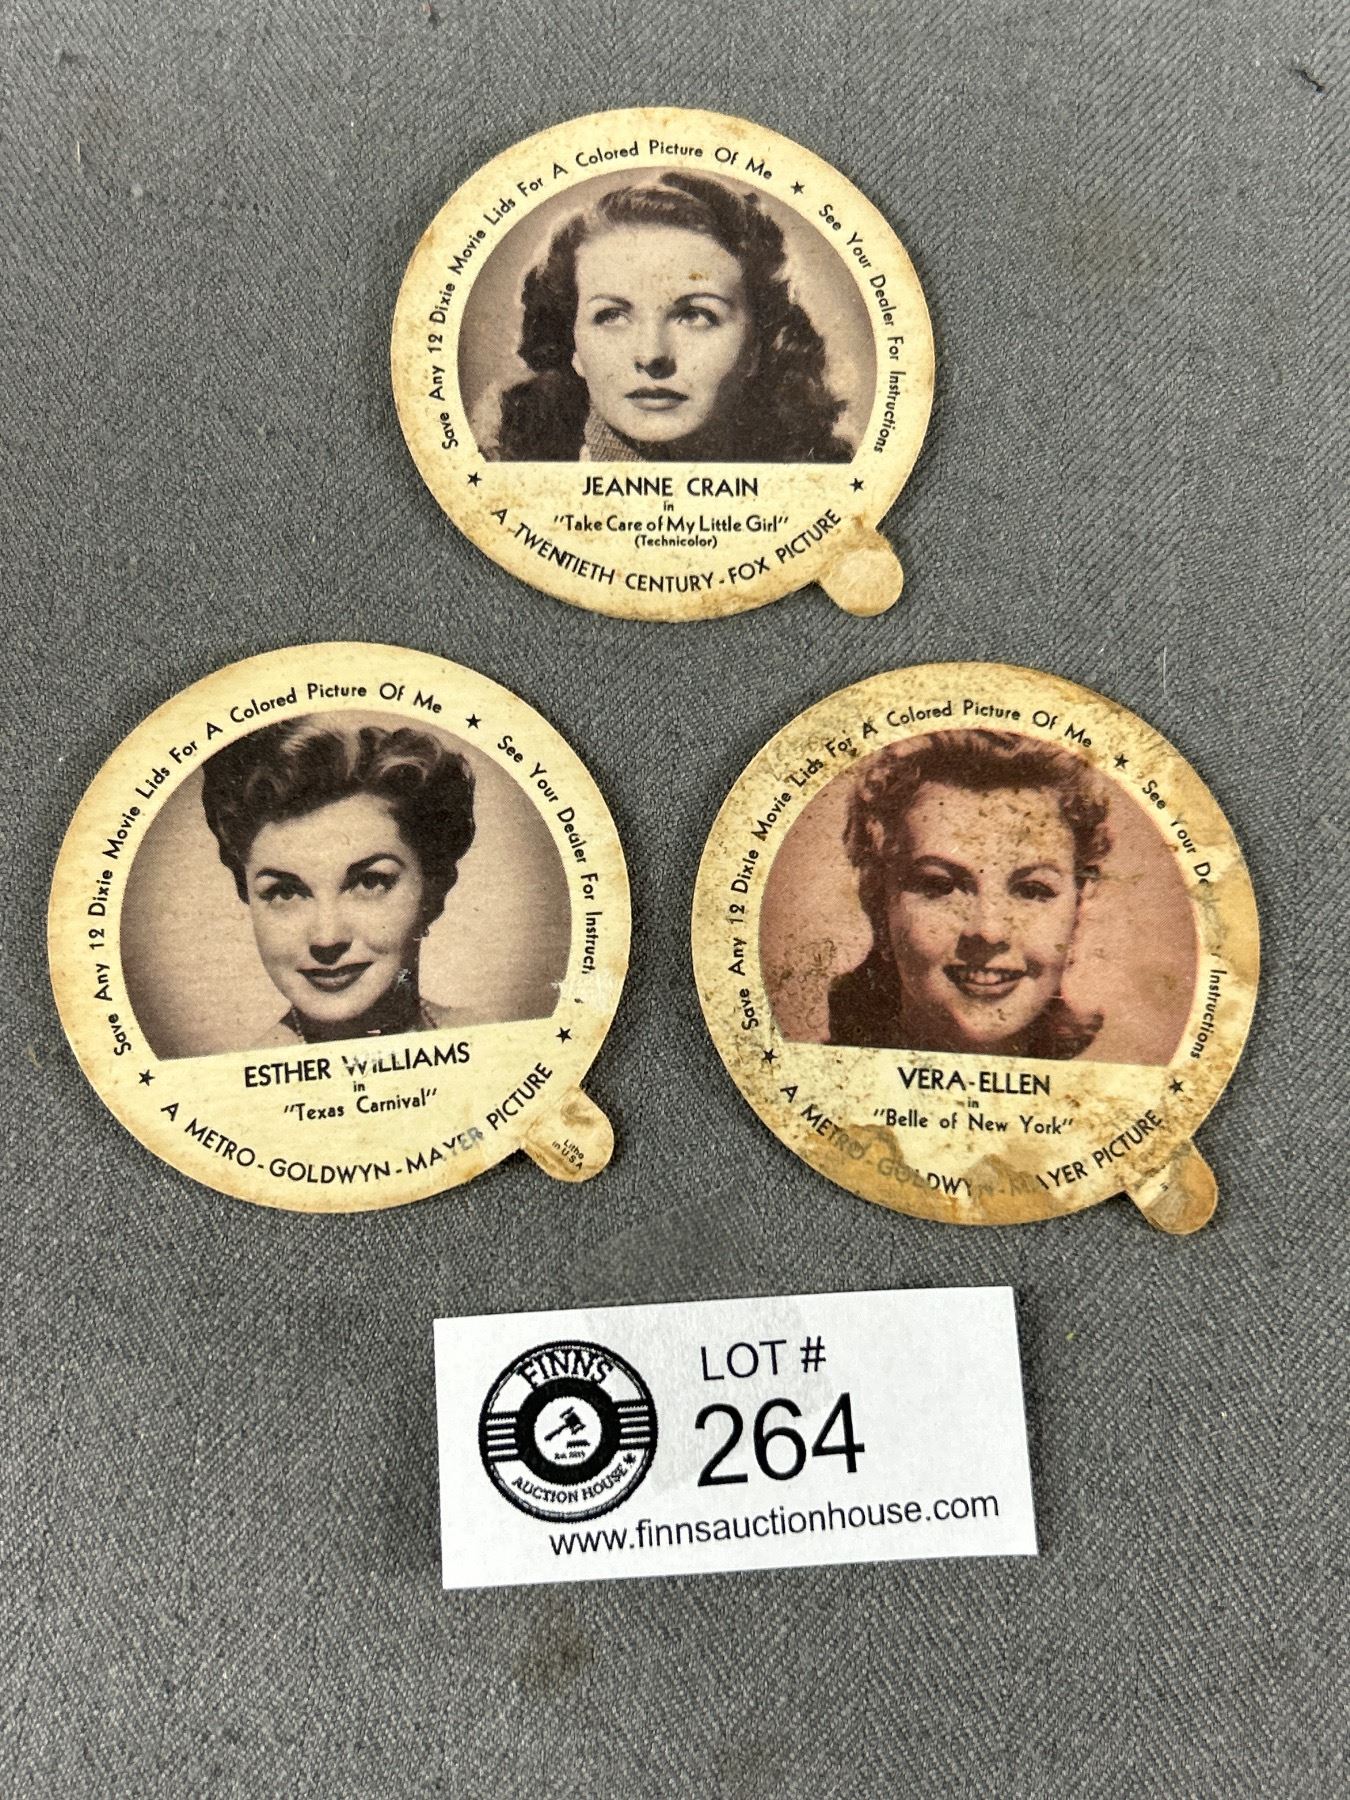 Save Any 12 Dixie Movie Lids For A Colored Picture Of Me ★ See Your Dealer For Instructions
JEANNE CRAIN
in
"Take Care of My Little Girl"
(Technicolor)
★ A TWENTIETH CENTURY-FOX PICTURE ★
Save Any 12 Dixie Movie Lids For A Colored Picture Of Me ★ See Your Dealer For Instruct
ESTHER WILLIAMS
in
"Texas Carnival"
★ A METRO-GOLDWYN-MAYER PICTURE ★
Litho
in U.S.A
Save Any 12 Dixie Movie Lids For A Colored Picture Of Me ★ See Your Instructions
VERA-ELLEN
in
"Belle of New York"
★ A METRO-GOLDWYN-MAYER PICTURE ★
FINNS
AUCTION HOUSE
LOT #
264
www.finnsauctionhouse.com